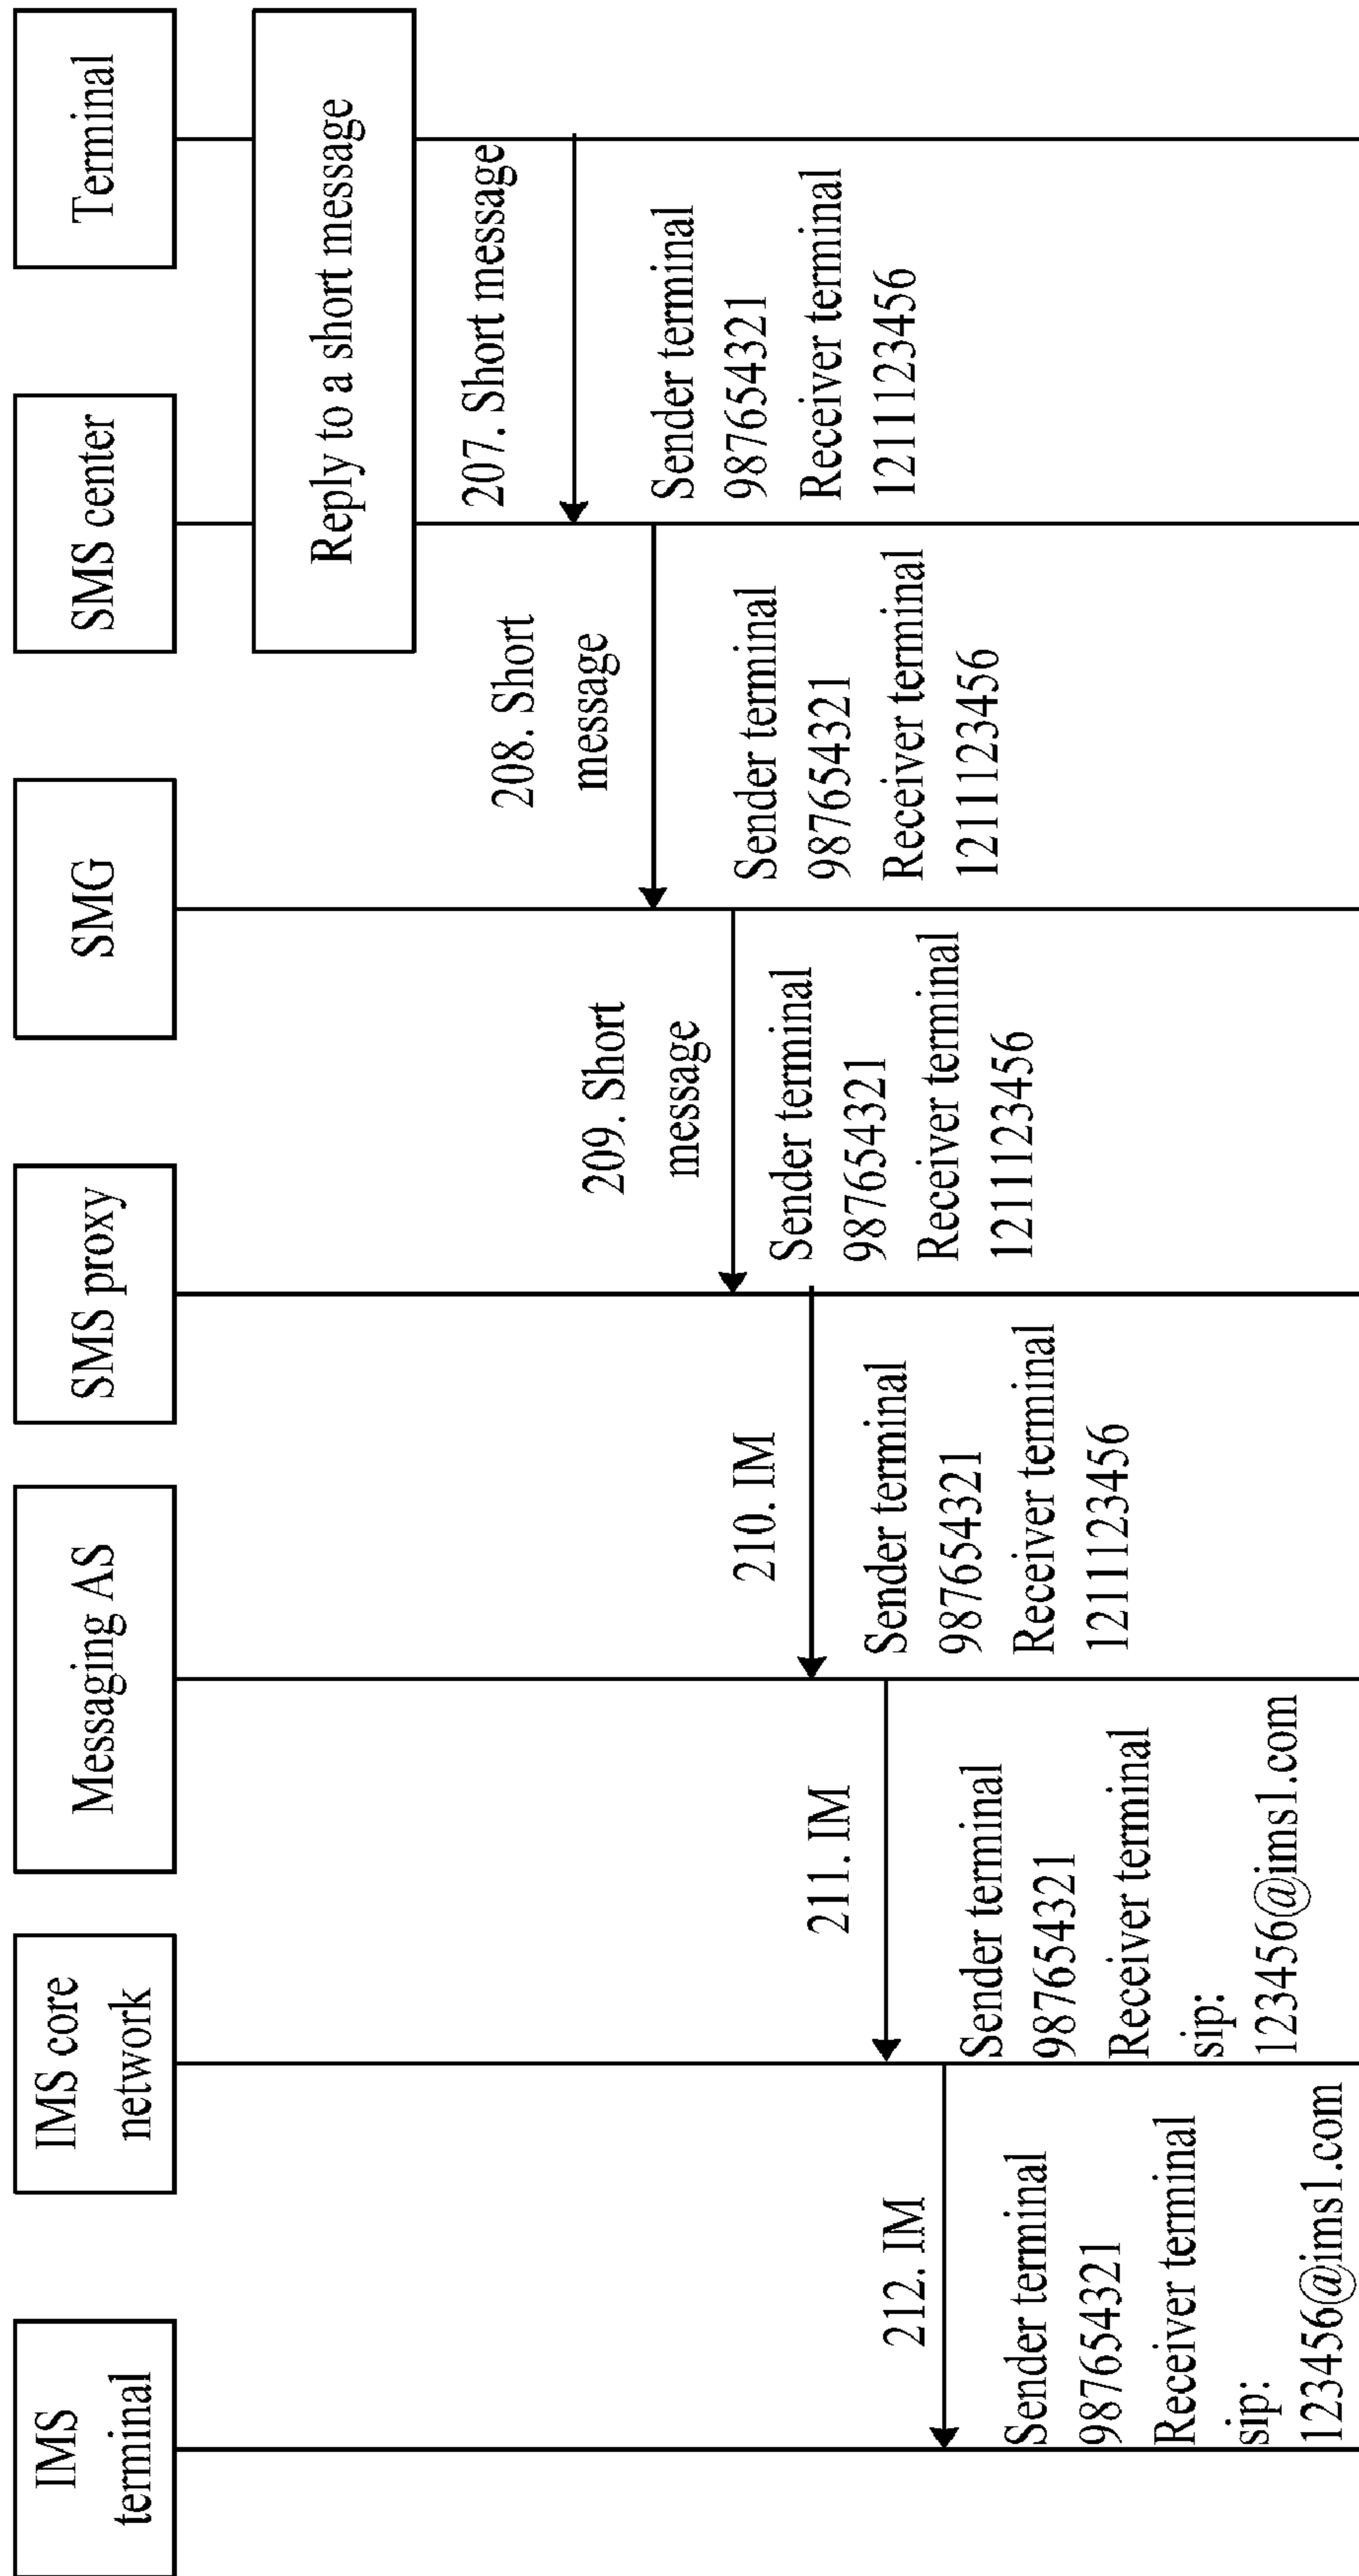 IMS
terminal
IMS core
network
Messaging AS
SMS proxy
SMG
SMS center
Terminal
Reply to a short message
207. Short message
Sender terminal
987654321
Receiver terminal
1211123456
208. Short
message
Sender terminal
987654321
Receiver terminal
1211123456
209. Short
message
Sender terminal
987654321
Receiver terminal
1211123456
210. IM
Sender terminal
987654321
Receiver terminal
1211123456
211. IM
Sender terminal
987654321
Receiver terminal
sip:
123456@ims1.com
212. IM
Sender terminal
987654321
Receiver terminal
sip:
123456@ims1.com